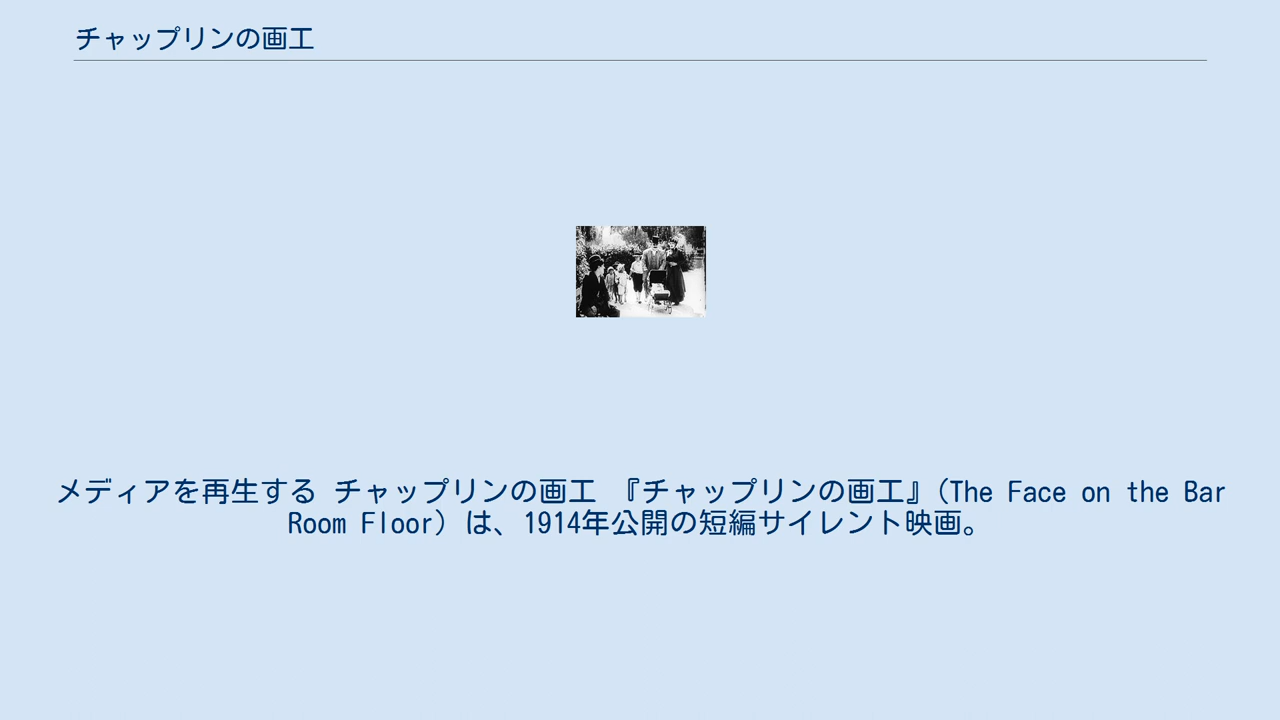 チャップリンの画工
メディアを再生する チャップリンの画工 『チャップリンの画工』(The Face on the Bar
Room Floor) は、1914年公開の短編サイレント映画。